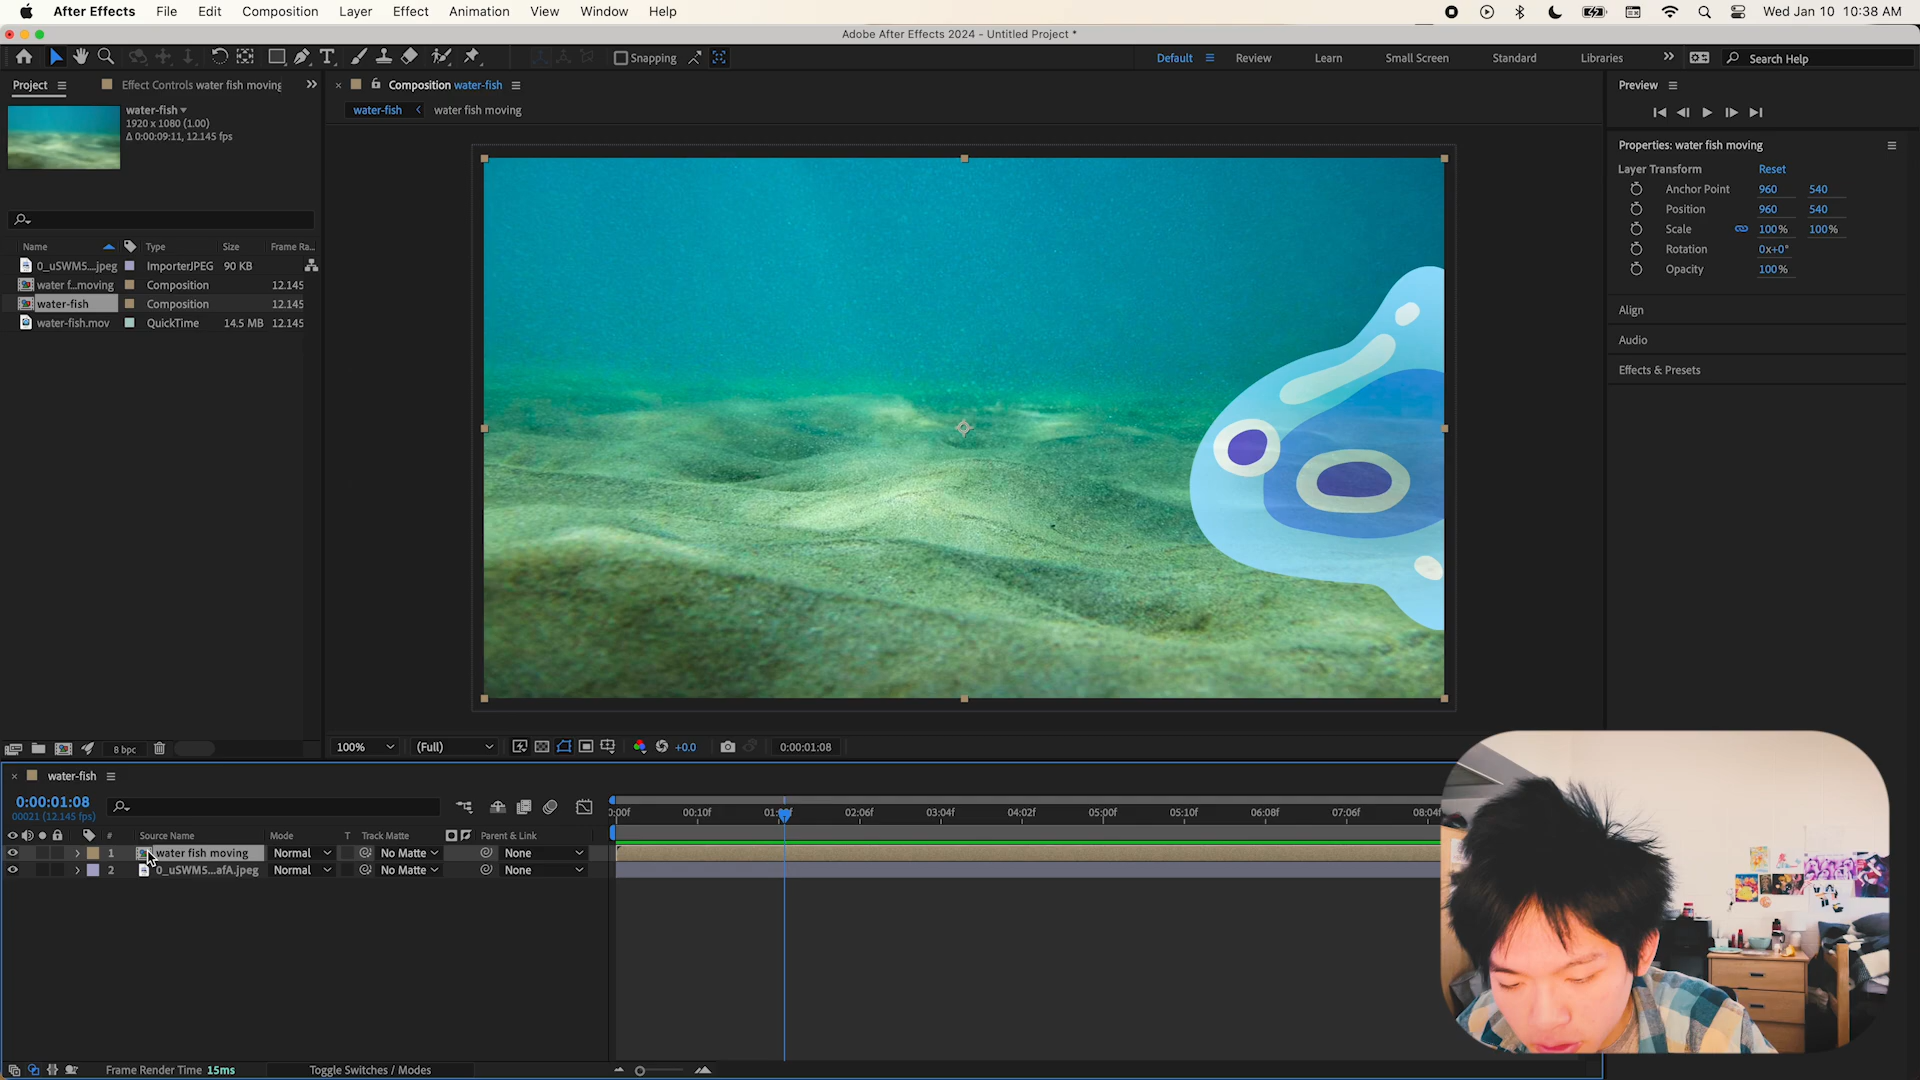 After Effects File Edit Composition Layer Effect Animation View Window Help Wed Jan 10 10:38 AM
Adobe After Effects 2024 - Untitled Project *
Snapping Default Review Learn Small Screen Standard Libraries Search Help
Project Effect Controls water fish moving
Composition water-fish
Preview
water-fish
1920 x 1080 (1.00)
Δ 0:00:09:11, 12.145 fps
water-fish water fish moving
Properties: water fish moving
Layer Transform Reset
Anchor Point 960 540
Position 960 540
Scale 100% 100%
Rotation 0x+0°
Opacity 100%
Align
Audio
Effects & Presets
Name Type Size Frame Ra...
0_uSWM5....jpeg ImporterJPEG 90 KB
water f...moving Composition 12.145
water-fish Composition 12.145
water-fish.mov QuickTime 14.5 MB 12.145
8 bpc
100% (Full) +0.0 0:00:01:08
water-fish
0:00:01:08
00021 (12.145 fps)
:00f 00:10f 01: 02:06f 03:04f 04:02f 05:00f 05:10f 06:08f 07:06f 08:04f
# Source Name Mode T Track Matte Parent & Link
1 water fish moving Normal No Matte None
2 0_uSWM5...afA.jpeg Normal No Matte None
Frame Render Time 15ms Toggle Switches / Modes